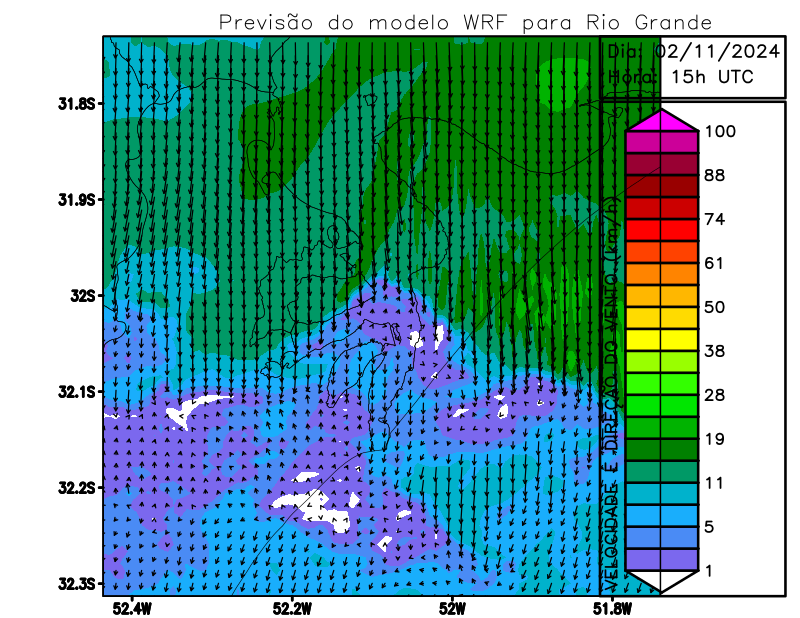 Previsão do modelo WRF para Rio Grande
Dia: 02/11/2024
Hora: 15h UTC
31.8S
31.9S
32S
32.1S
32.2S
32.3S
52.4W
52.2W
52W
51.8W
VELOCIDADE E DIREÇÃO DO VENTO (km/h)
100
88
74
61
50
38
28
19
11
5
1